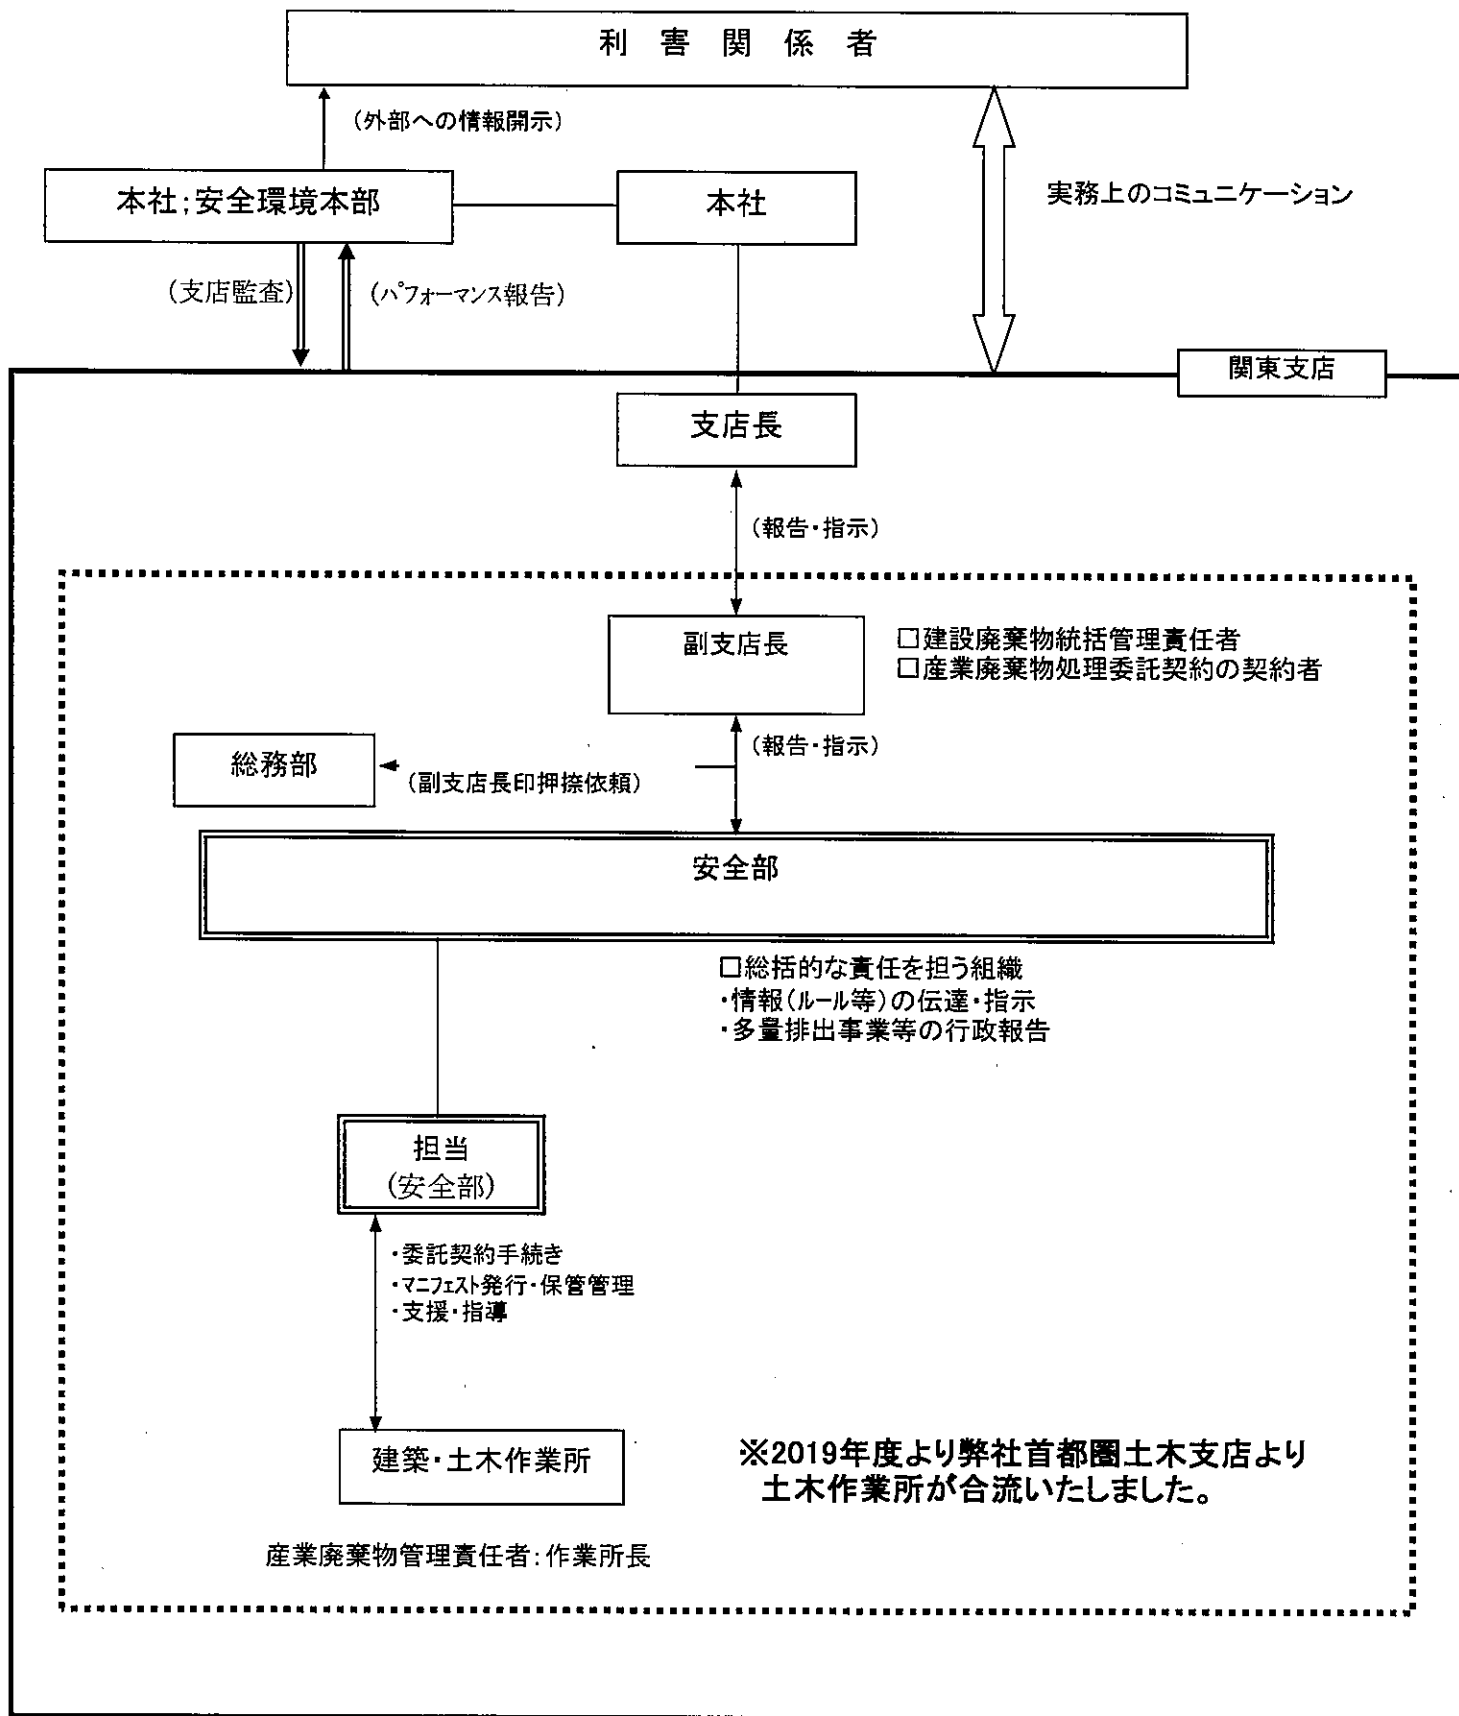 利 害 関 係 者
(外部への情報開示)
本社;安全環境本部
本社
実務上のコミュニケーション
(支店監査)
(パフォーマンス報告)
関東支店
支店長
(報告・指示)
副支店長
□建設廃棄物統括管理責任者
□産業廃棄物処理委託契約の契約者
総務部
(報告・指示)
(副支店長印押捺依頼)
安全部
□総括的な責任を担う組織
・情報(ルール等)の伝達・指示
・多量排出事業等の行政報告
担当
(安全部)
・委託契約手続き
・マニフェスト発行・保管管理
・支援・指導
建築・土木作業所
※2019年度より弊社首都圏土木支店より
土木作業所が合流いたしました。
産業廃棄物管理責任者:作業所長